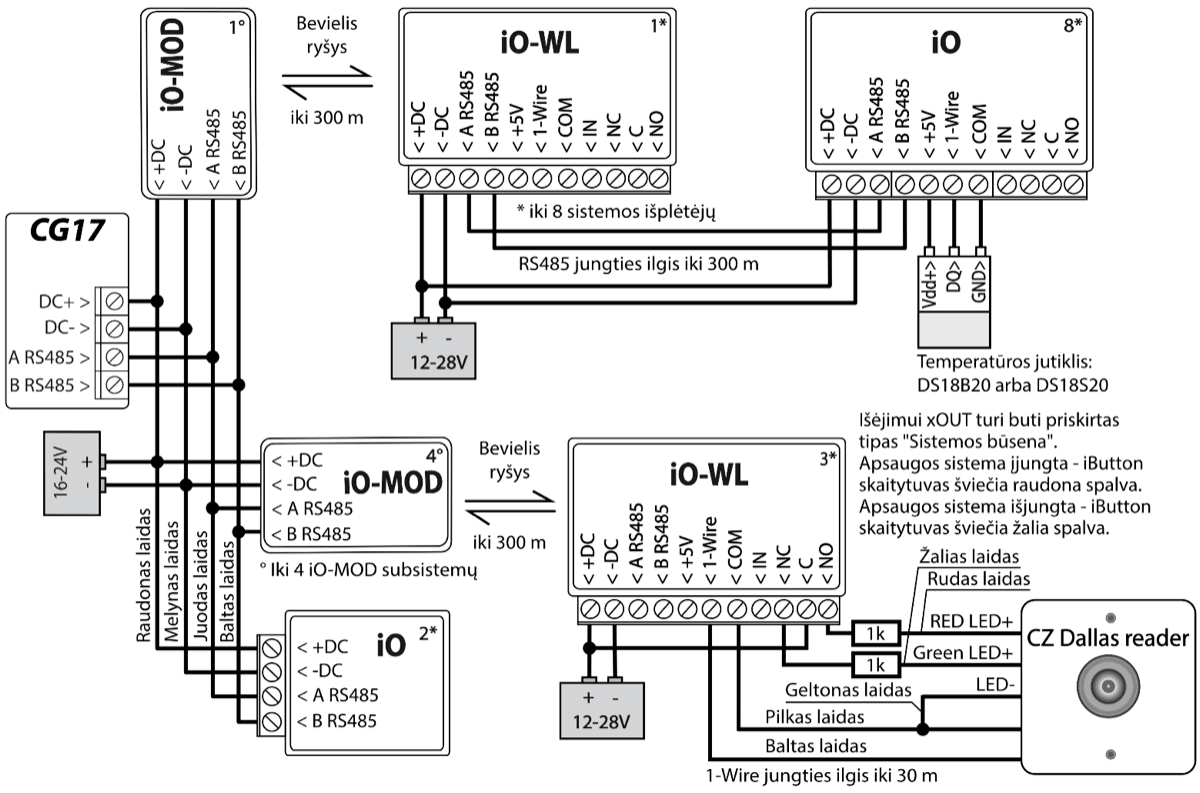 iO-MOD
1°
< +DC
< -DC
< A RS485
< B RS485
Bevielis
ryšys
iki 300 m
iO-WL
1*
< +DC
< -DC
< A RS485
< B RS485
< +5V
< 1-Wire
< COM
< IN
< NC
< C
< NO
iO
8*
< +DC
< -DC
< A RS485
< B RS485
< +5V
< 1-Wire
< COM
< IN
< NC
< C
< NO
* iki 8 sistemos išplėtėjų
RS485 jungties ilgis iki 300 m
+ -
12-28V
Vdd+>
DQ>
GND>
Temperatūros jutiklis:
DS18B20 arba DS18S20
CG17
DC+ >
DC- >
A RS485 >
B RS485 >
16-24V
+
-
Raudonas laidas
Melynas laidas
Juodas laidas
Baltas laidas
4°
iO-MOD
< +DC
< -DC
< A RS485
< B RS485
° Iki 4 iO-MOD subsistemų
Bevielis
ryšys
iki 300 m
iO
2*
< +DC
< -DC
< A RS485
< B RS485
iO-WL
3*
< +DC
< -DC
< A RS485
< B RS485
< +5V
< 1-Wire
< COM
< IN
< NC
< C
< NO
+ -
12-28V
Išėjimui xOUT turi buti priskirtas
tipas "Sistemos būsena".
Apsaugos sistema įjungta - iButton
skaitytuvas šviečia raudona spalva.
Apsaugos sistema išjungta - iButton
skaitytuvas šviečia žalia spalva.
Žalias laidas
Rudas laidas
1k
RED LED+
1k
Green LED+
LED-
Geltonas laidas
Pilkas laidas
Baltas laidas
1-Wire jungties ilgis iki 30 m
CZ Dallas reader